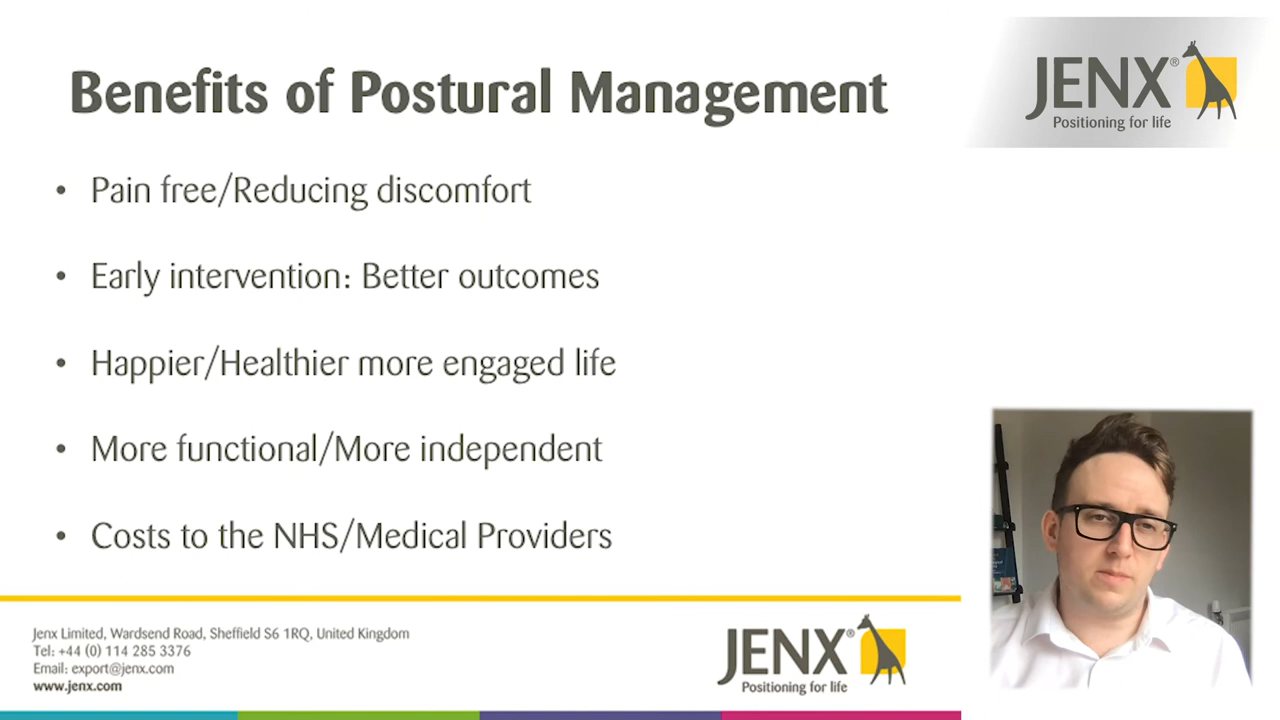 Benefits of Postural Management
JENX®
Positioning for life
• Pain free/Reducing discomfort
• Early intervention: Better outcomes
• Happier/Healthier more engaged life
• More functional/More independent
• Costs to the NHS/Medical Providers
Jenx Limited, Wardsend Road, Sheffield S6 1RQ, United Kingdom
Tel: +44 (0) 114 285 3376
Email: export@jenx.com
www.jenx.com
JENX®
Positioning for life